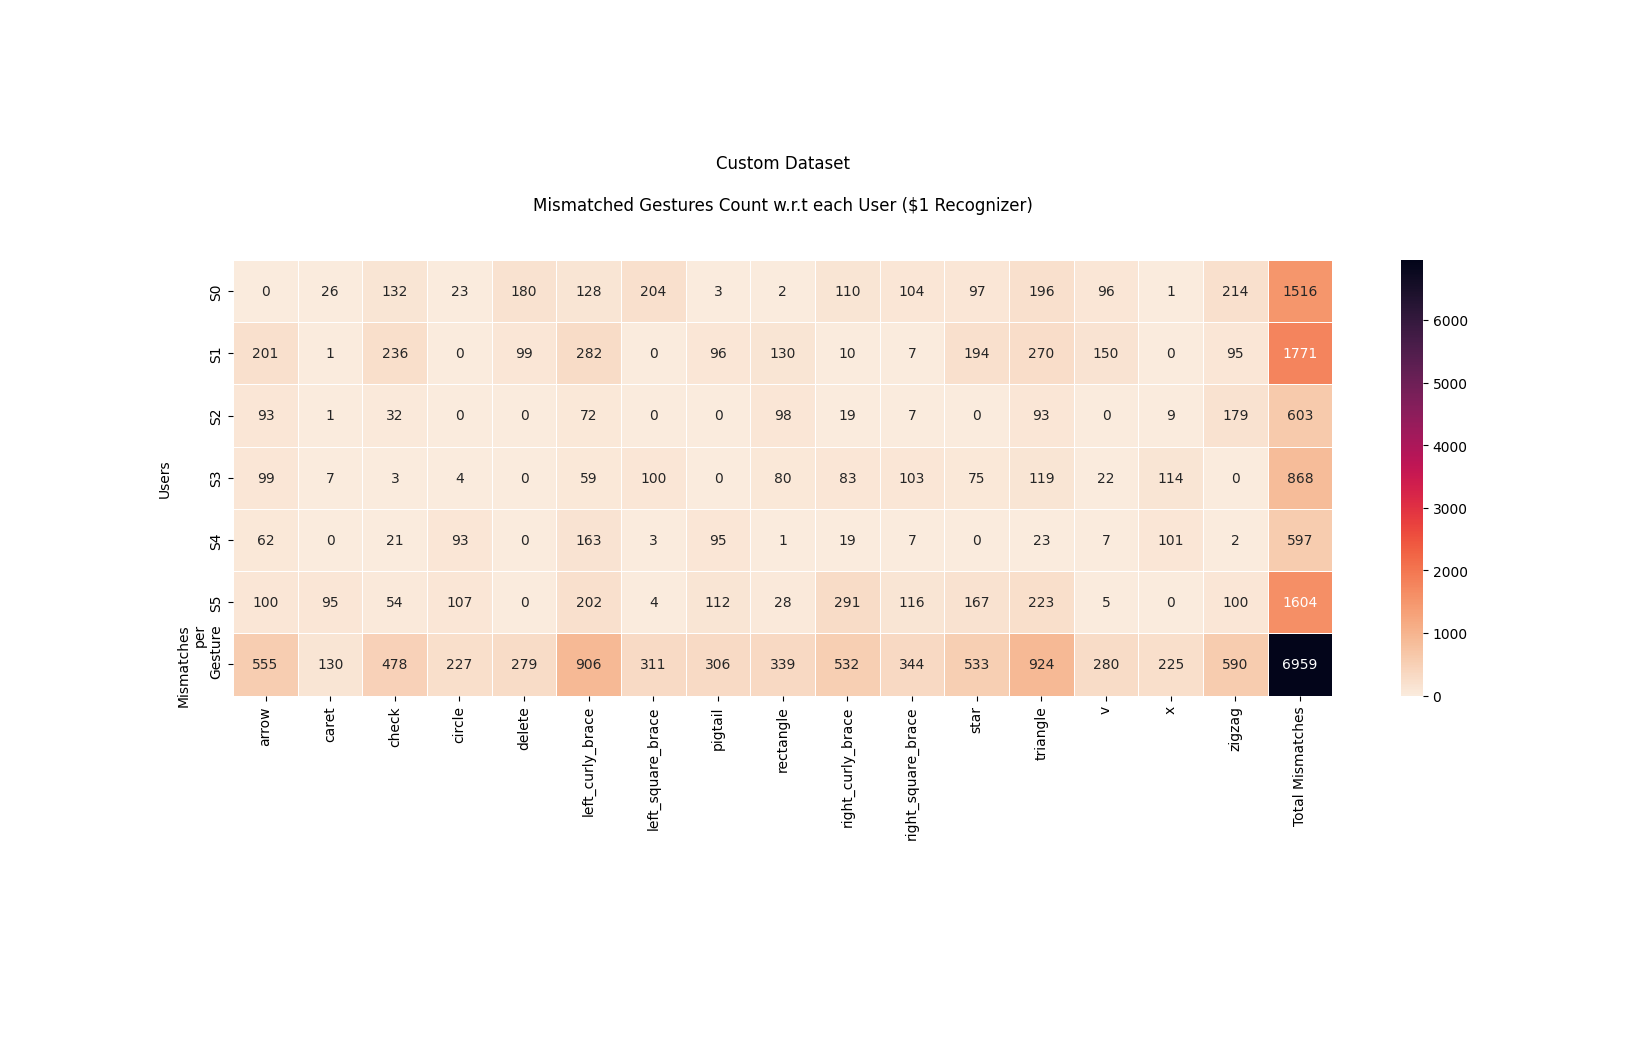 Custom Dataset
Mismatched Gestures Count w.r.t each User ($1 Recognizer)
Users
S0 0 26 132 23 180 128 204 3 2 110 104 97 196 96 1 214 1516
S1 201 1 236 0 99 282 0 96 130 10 7 194 270 150 0 95 1771
S2 93 1 32 0 0 72 0 0 98 19 7 0 93 0 9 179 603
S3 99 7 3 4 0 59 100 0 80 83 103 75 119 22 114 0 868
S4 62 0 21 93 0 163 3 95 1 19 7 0 23 7 101 2 597
S5 100 95 54 107 0 202 4 112 28 291 116 167 223 5 0 100 1604
Mismatches
per
Gesture
555 130 478 227 279 906 311 306 339 532 344 533 924 280 225 590 6959
arrow
caret
check
circle
delete
left_curly_brace
left_square_brace
pigtail
rectangle
right_curly_brace
right_square_brace
star
triangle
v
x
zigzag
Total Mismatches
6000
5000
4000
3000
2000
1000
0